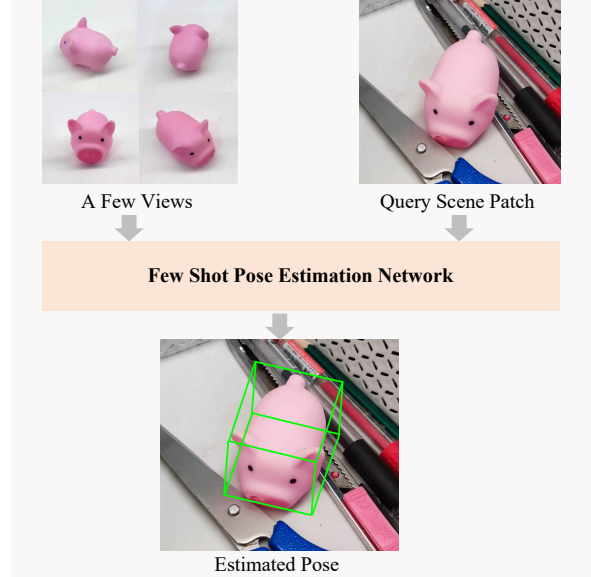 A Few Views
Query Scene Patch
Few Shot Pose Estimation Network
Estimated Pose